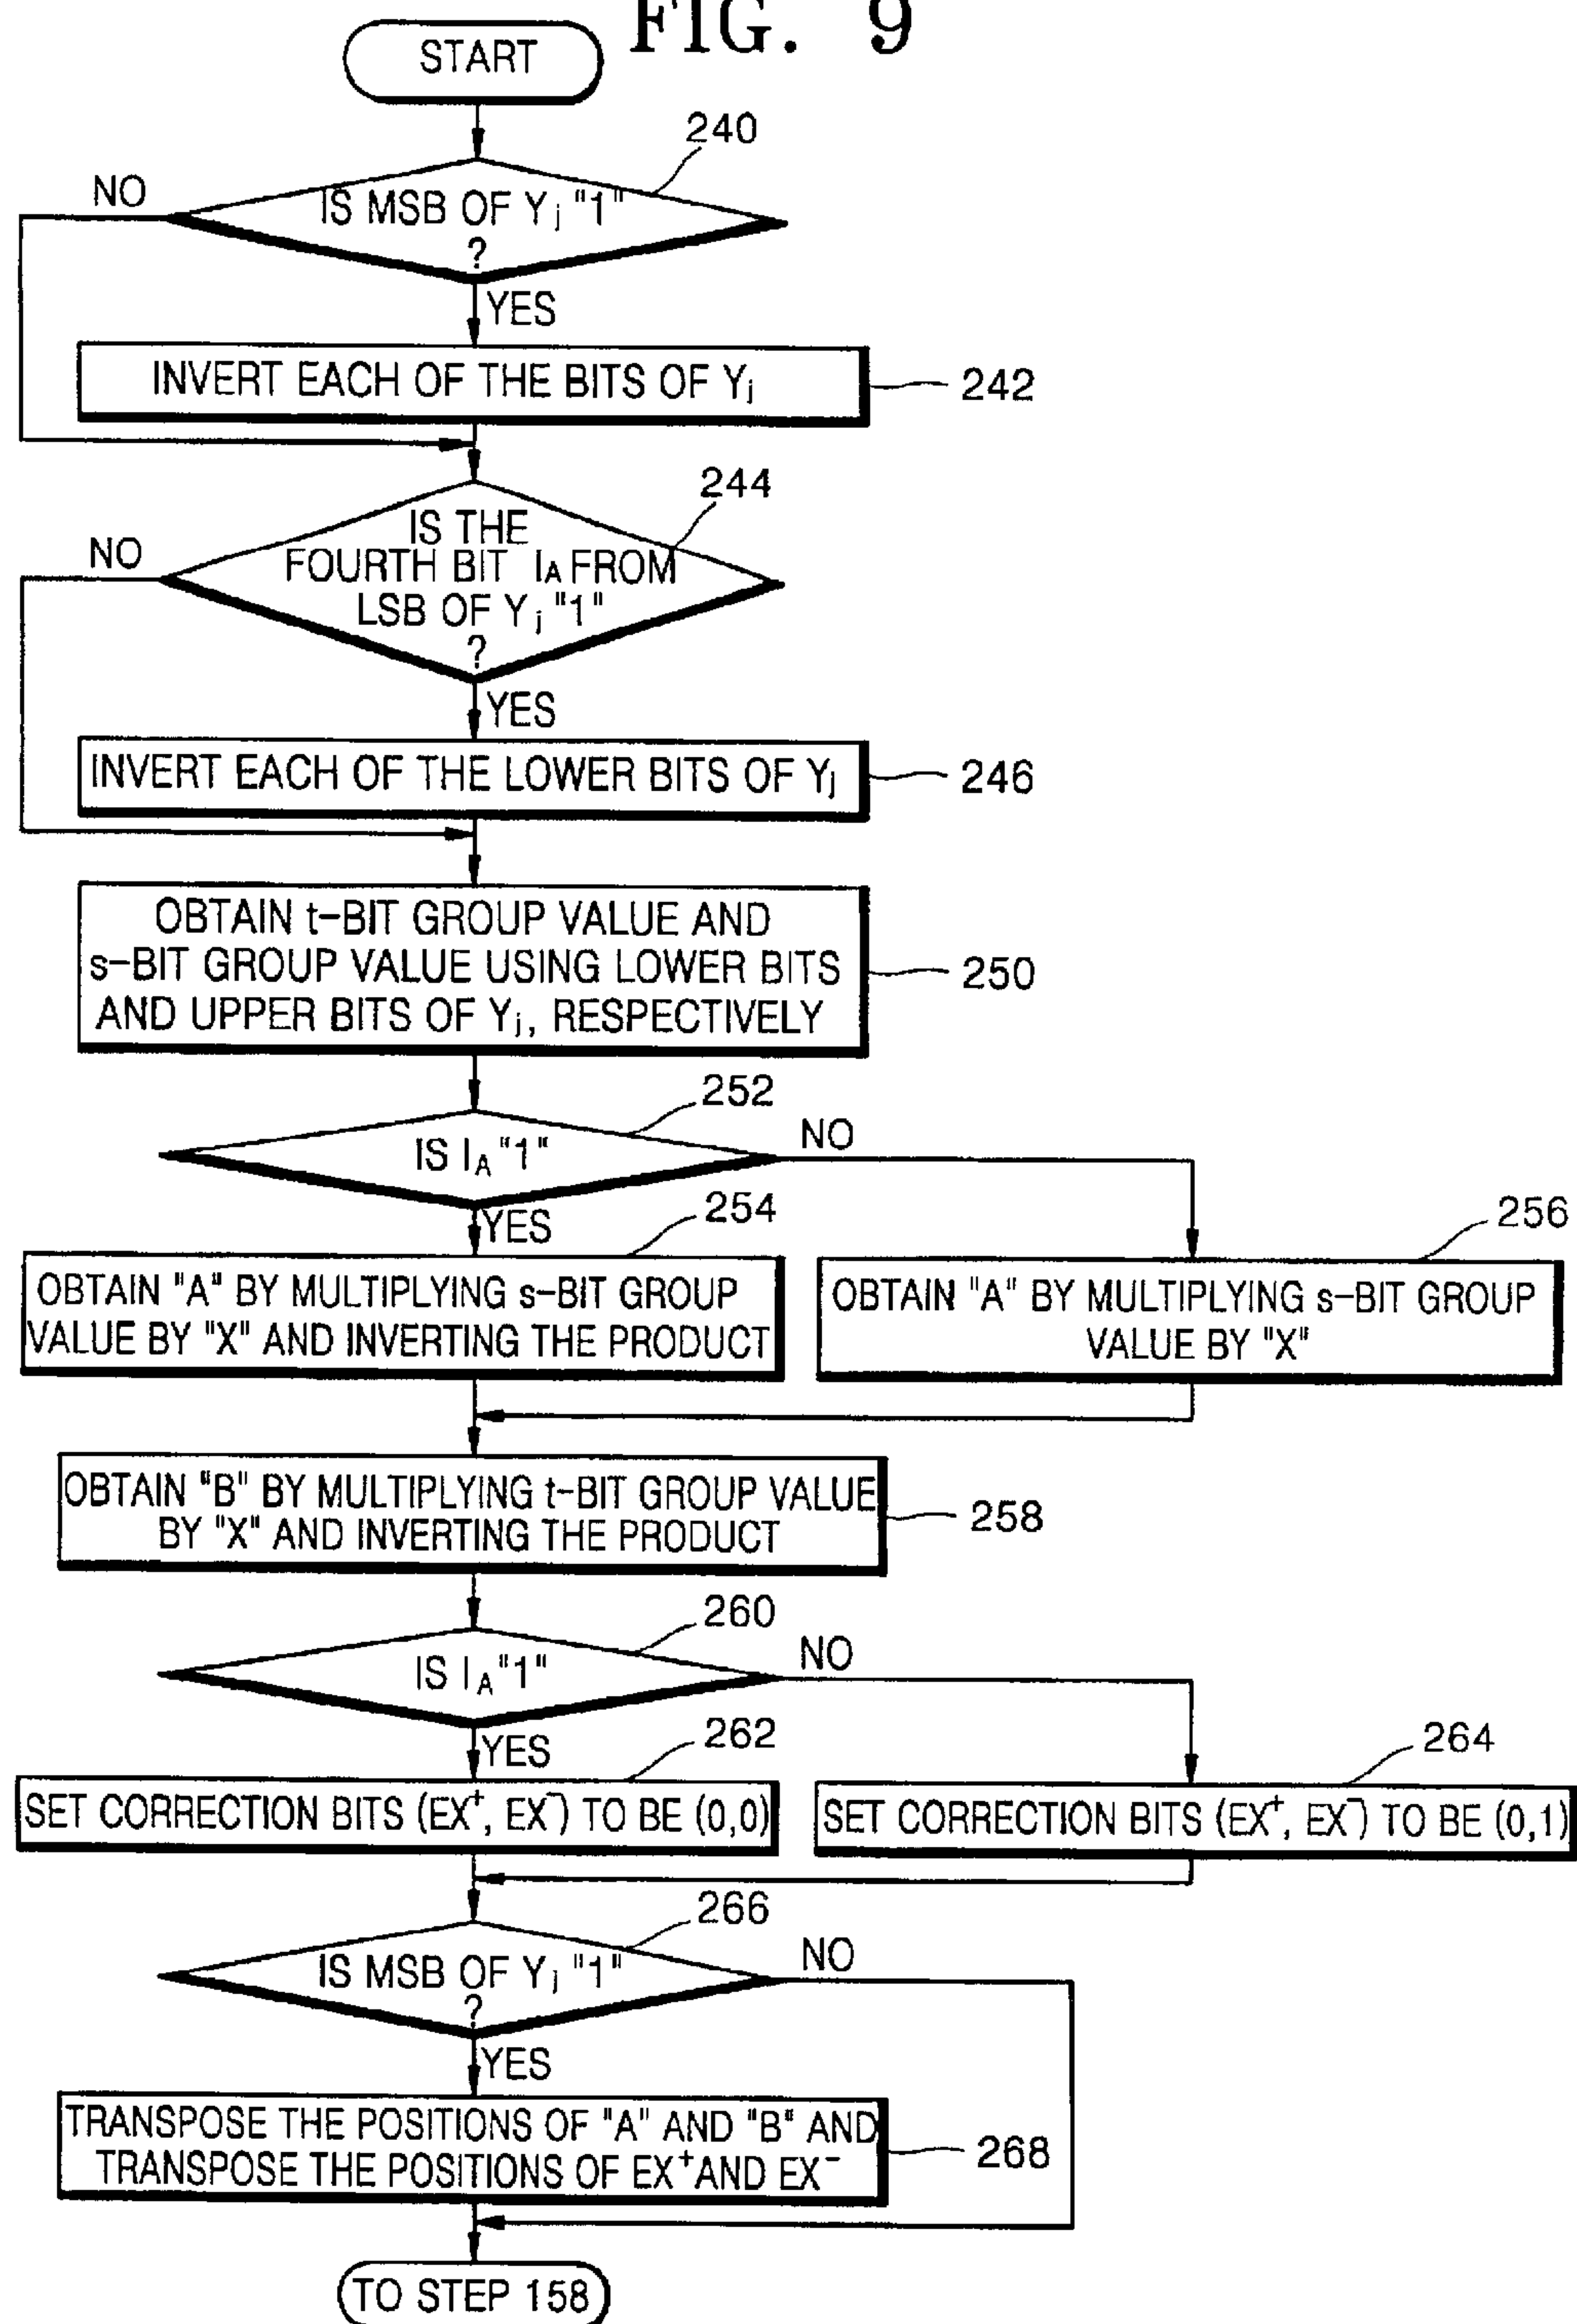 FIG. 9
START
240
NO
IS MSB OF Yj "1"
?
YES
INVERT EACH OF THE BITS OF Yj
242
244
NO
IS THE
FOURTH BIT IA FROM
LSB OF Yj "1"
?
YES
INVERT EACH OF THE LOWER BITS OF Yj
246
OBTAIN t-BIT GROUP VALUE AND
s-BIT GROUP VALUE USING LOWER BITS
AND UPPER BITS OF Yj, RESPECTIVELY
250
252
IS IA "1"
NO
YES
254
256
OBTAIN "A" BY MULTIPLYING s-BIT GROUP
VALUE BY "X" AND INVERTING THE PRODUCT
OBTAIN "A" BY MULTIPLYING s-BIT GROUP
VALUE BY "X"
OBTAIN "B" BY MULTIPLYING t-BIT GROUP VALUE
BY "X" AND INVERTING THE PRODUCT
258
260
IS IA "1"
NO
YES
262
264
SET CORRECTION BITS (EX⁺, EX⁻) TO BE (0,0)
SET CORRECTION BITS (EX⁺, EX⁻) TO BE (0,1)
266
IS MSB OF Yj "1"
?
NO
YES
TRANSPOSE THE POSITIONS OF "A" AND "B" AND
TRANSPOSE THE POSITIONS OF EX⁺ AND EX⁻
268
TO STEP 158